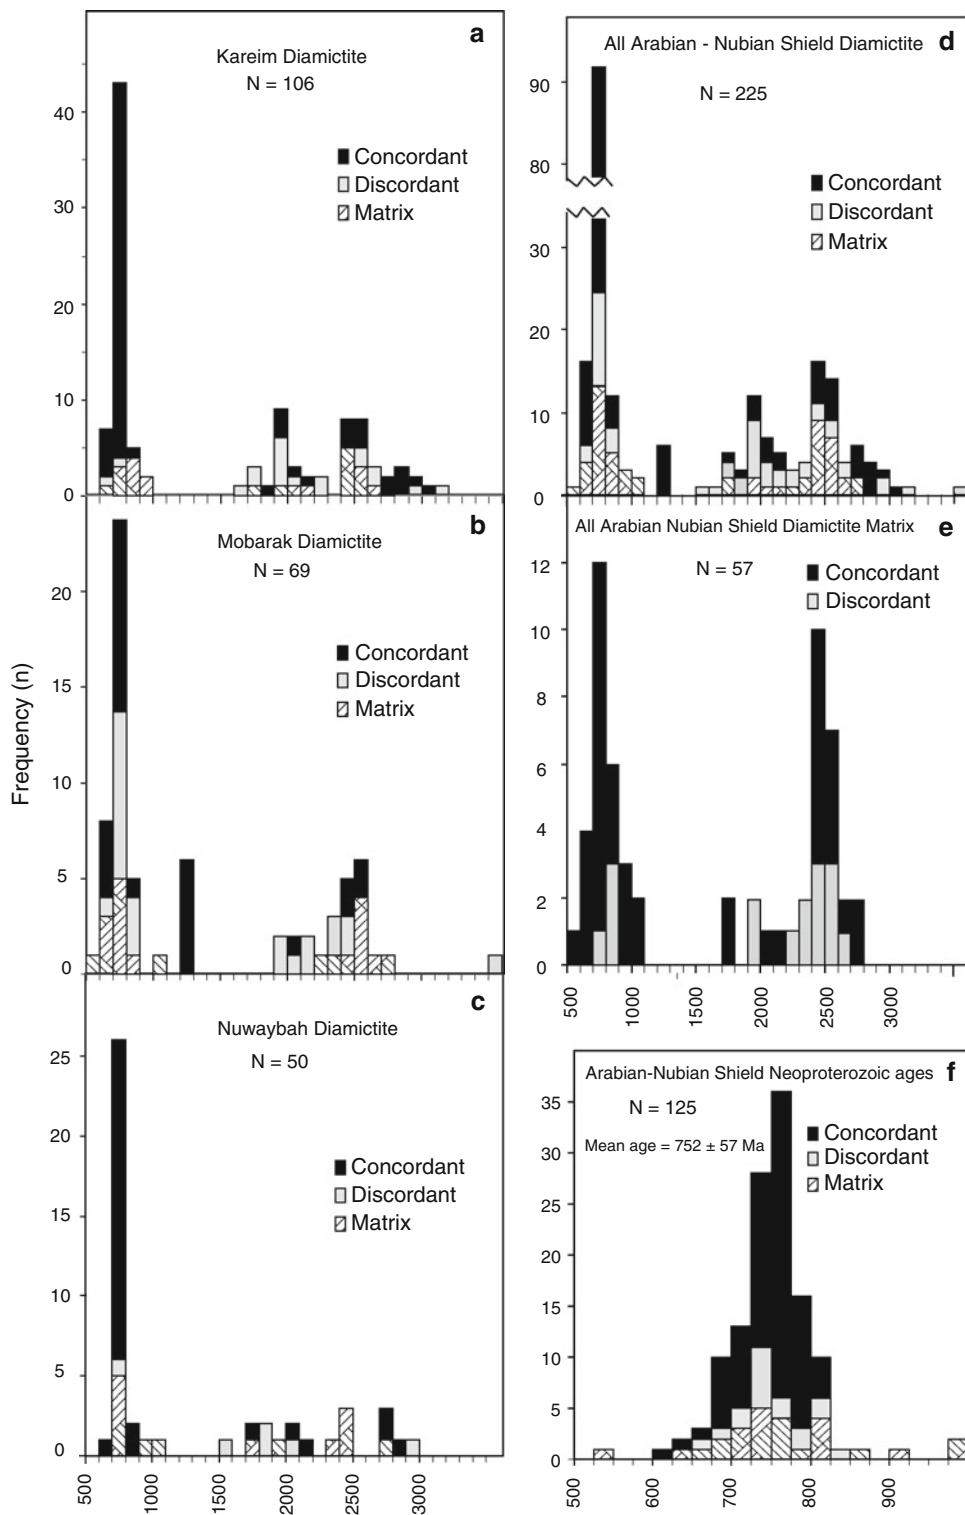 a
Kareim Diamictite
N = 106
Concordant
Discordant
Matrix
40
30
20
10
0
b
Mobarak Diamictite
N = 69
Concordant
Discordant
Matrix
20
15
10
5
0
Frequency (n)
c
Nuwaybah Diamictite
N = 50
Concordant
Discordant
Matrix
25
20
15
10
5
0
500
1000
1500
2000
2500
3000
All Arabian - Nubian Shield Diamictite d
N = 225
Concordant
Discordant
Matrix
90
80
30
20
10
0
All Arabian Nubian Shield Diamictite Matrix e
N = 57
Concordant
Discordant
12
10
8
6
4
2
0
500
1000
2000
2500
3000
Arabian-Nubian Shield Neoproterozoic ages f
N = 125
Mean age = 752 ± 57 Ma
Concordant
Discordant
Matrix
35
30
25
20
15
10
5
0
500
600
700
800
900